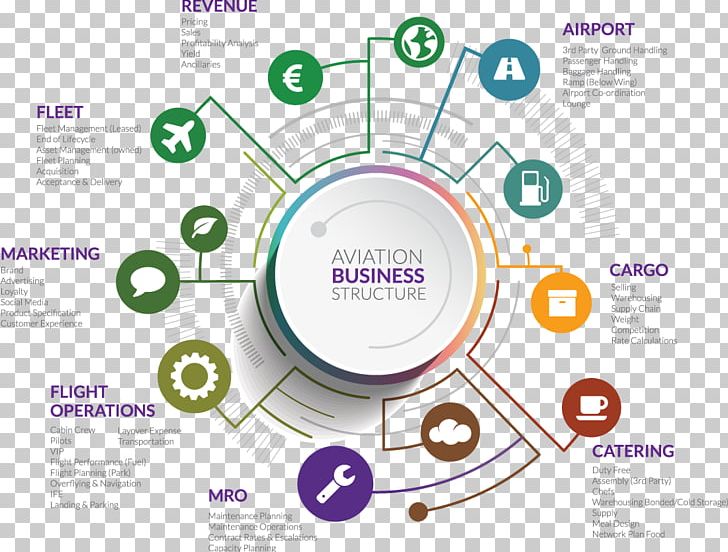 REVENUE
Pricing
Sales
Profitability Analysis
Yield
Ancillaries
AIRPORT
3rd Party Ground Handling
Passenger Handling
Baggage Handling
Ramp (Below Wing)
Airport Co-ordination
Lounge
FLEET
Fleet Management (Leased)
End of Lifecycle
Asset Management (owned)
Fleet Planning
Acquisition
Acceptance & Delivery
AVIATION
BUSINESS
STRUCTURE
MARKETING
Brand
Advertising
Loyalty
Social Media
Product Specification
Customer Experience
CARGO
Selling
Warehousing
Supply Chain
Weight
Competition
Rate Calculations
FLIGHT
OPERATIONS
Cabin Crew
Pilots
VIP
Flight Performance (Fuel)
Flight Planning (Park)
Overflying & Navigation
IFE
Landing & Parking
Layover Expense
Transportation
CATERING
Duty Free
Assembly (3rd Party)
Chefs
Warehousing Bonded/Cold Storage)
Supply
Meal Design
Network Plan Food
MRO
Maintenance Planning
Maintenance Operations
Contract Rates & Escalations
Capacity Planning
€